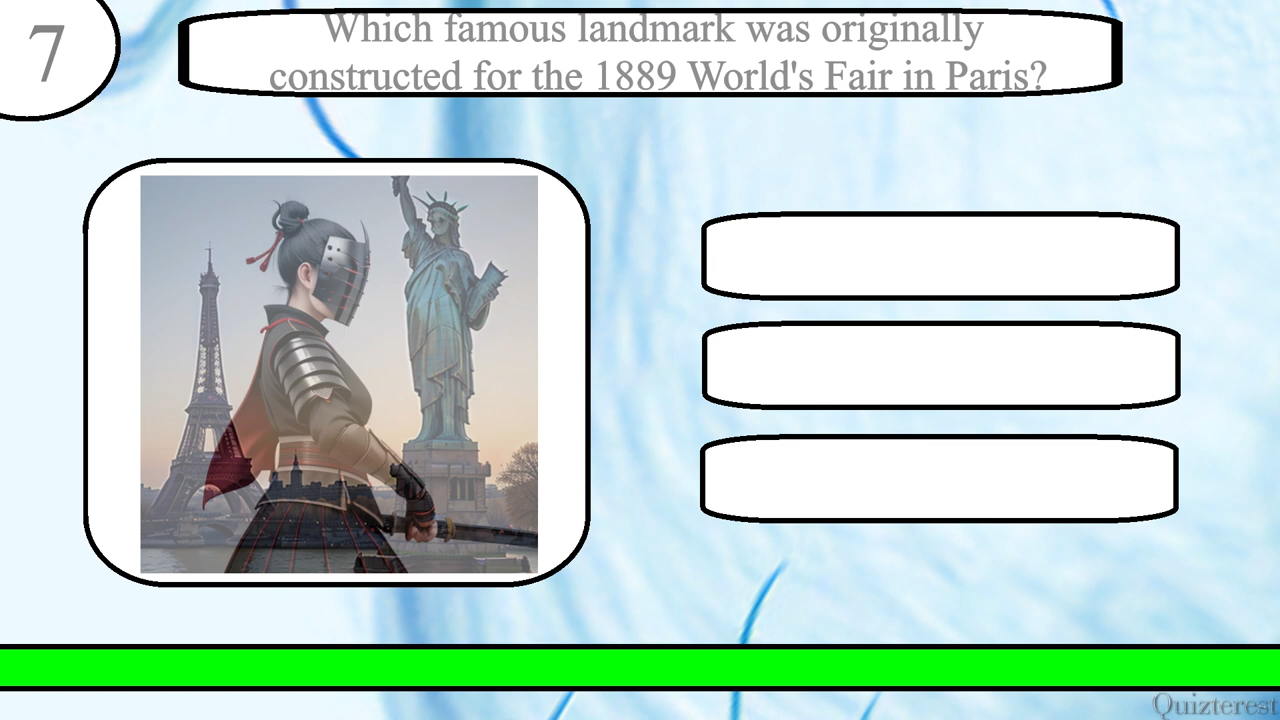 7
Which famous landmark was originally
constructed for the 1889 World's Fair in Paris?
Quizterest